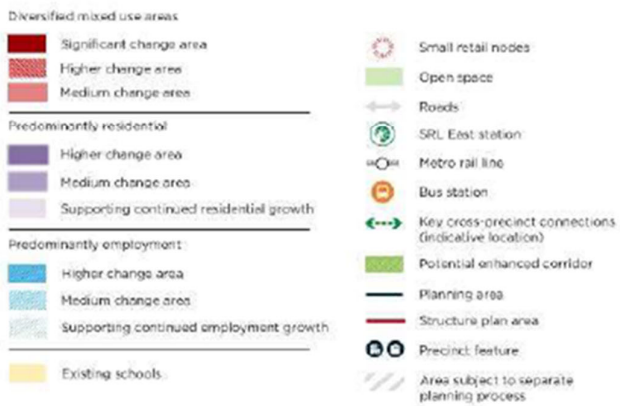 Diversified mixed use areas
Significant change area
Higher change area
Medium change area
Predominantly residential
Higher change area
Medium change area
Supporting continued residential growth
Predominantly employment
Higher change area
Medium change area
Supporting continued employment growth
Existing schools
Small retail nodes
Open space
Roads
SRL East station
Metro rail line
Bus station
Key cross-precinct connections
(indicative location)
Potential enhanced corridor
Planning area
Structure plan area
Precinct feature
Area subject to separate
planning process